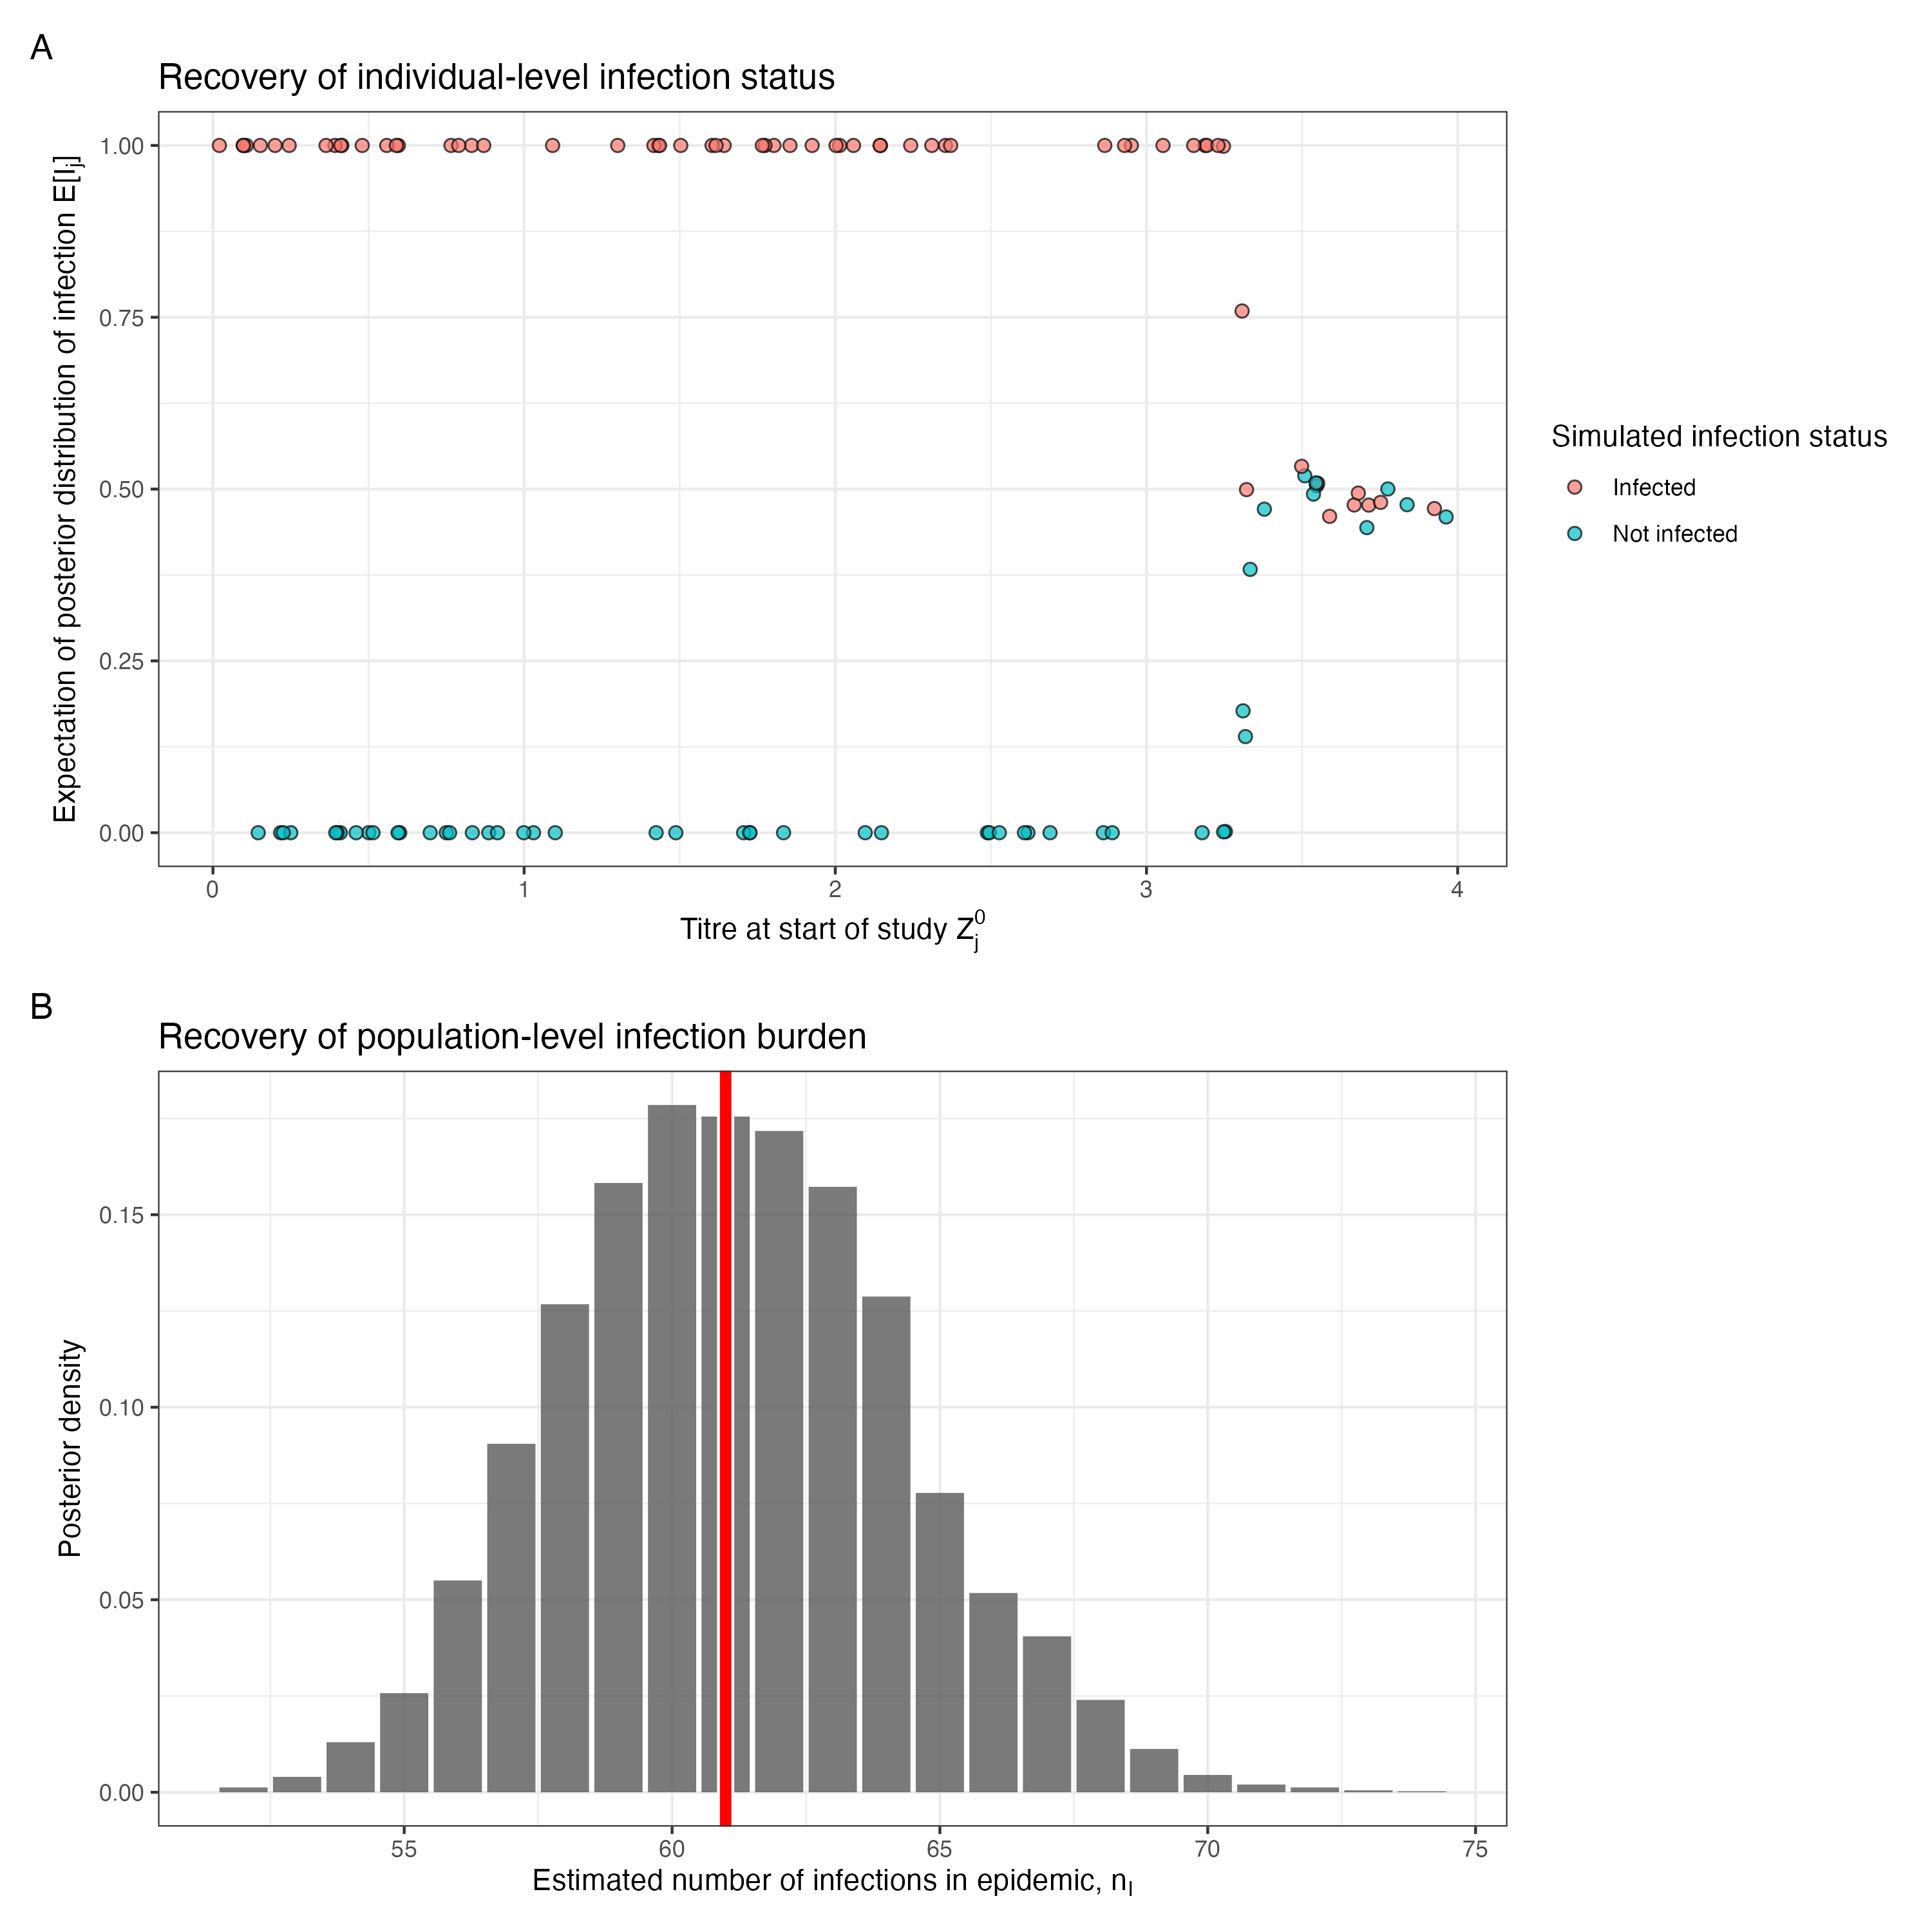 A
Recovery of individual-level infection status
Expectation of posterior distribution of infection E[Ij]
1.00
0.75
0.50
0.25
0.00
0 1 2 3 4
Titre at start of study Zj0
Simulated infection status
Infected
Not infected
B
Recovery of population-level infection burden
Posterior density
0.15
0.10
0.05
0.00
55 60 65 70 75
Estimated number of infections in epidemic, nI